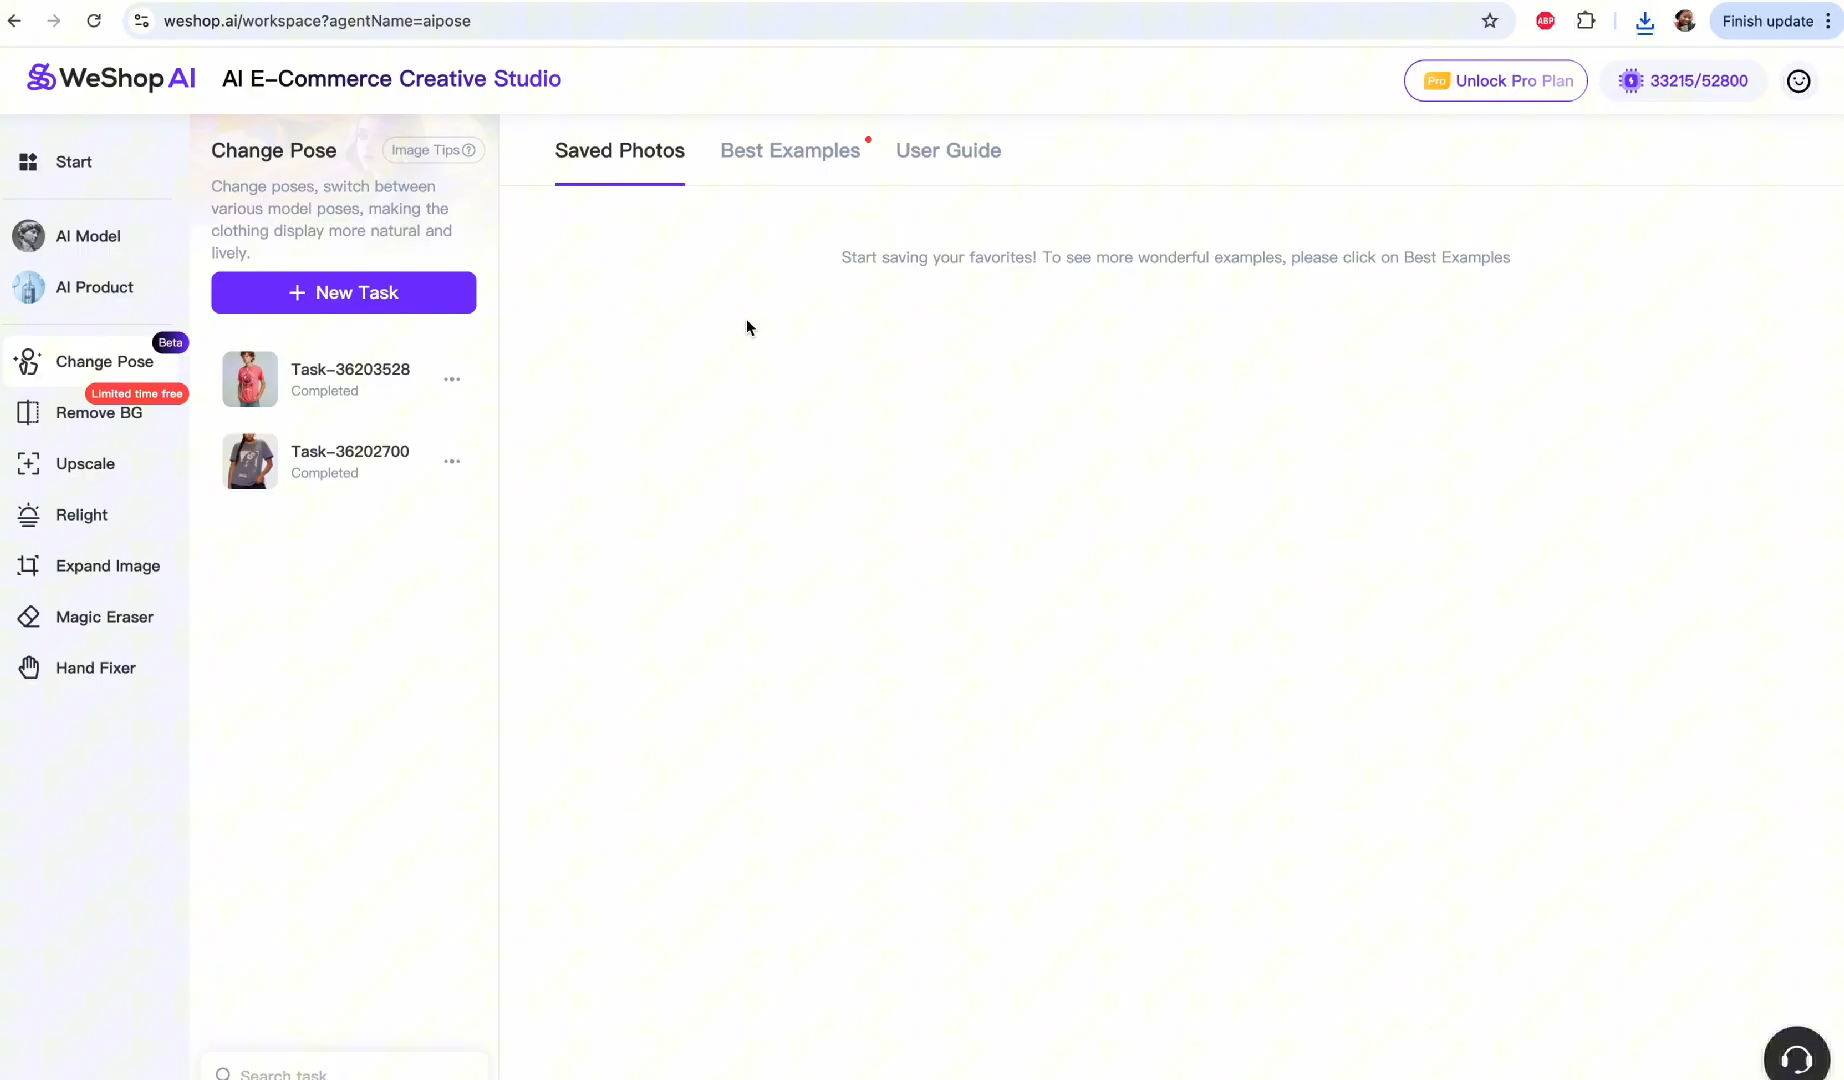 weshop.ai/workspace?agentName=aipose
ABP
Finish update
WeShop AI
AI E-Commerce Creative Studio
Pro
Unlock Pro Plan
33215/52800
Start
AI Model
AI Product
Beta
Change Pose
Limited time free
Remove BG
Upscale
Relight
Expand Image
Magic Eraser
Hand Fixer
Change Pose
Image Tips
Change poses, switch between
various model poses, making the
clothing display more natural and
lively.
+ New Task
Task-36203528
Completed
Task-36202700
Completed
Search task
Saved Photos
Best Examples
User Guide
Start saving your favorites! To see more wonderful examples, please click on Best Examples